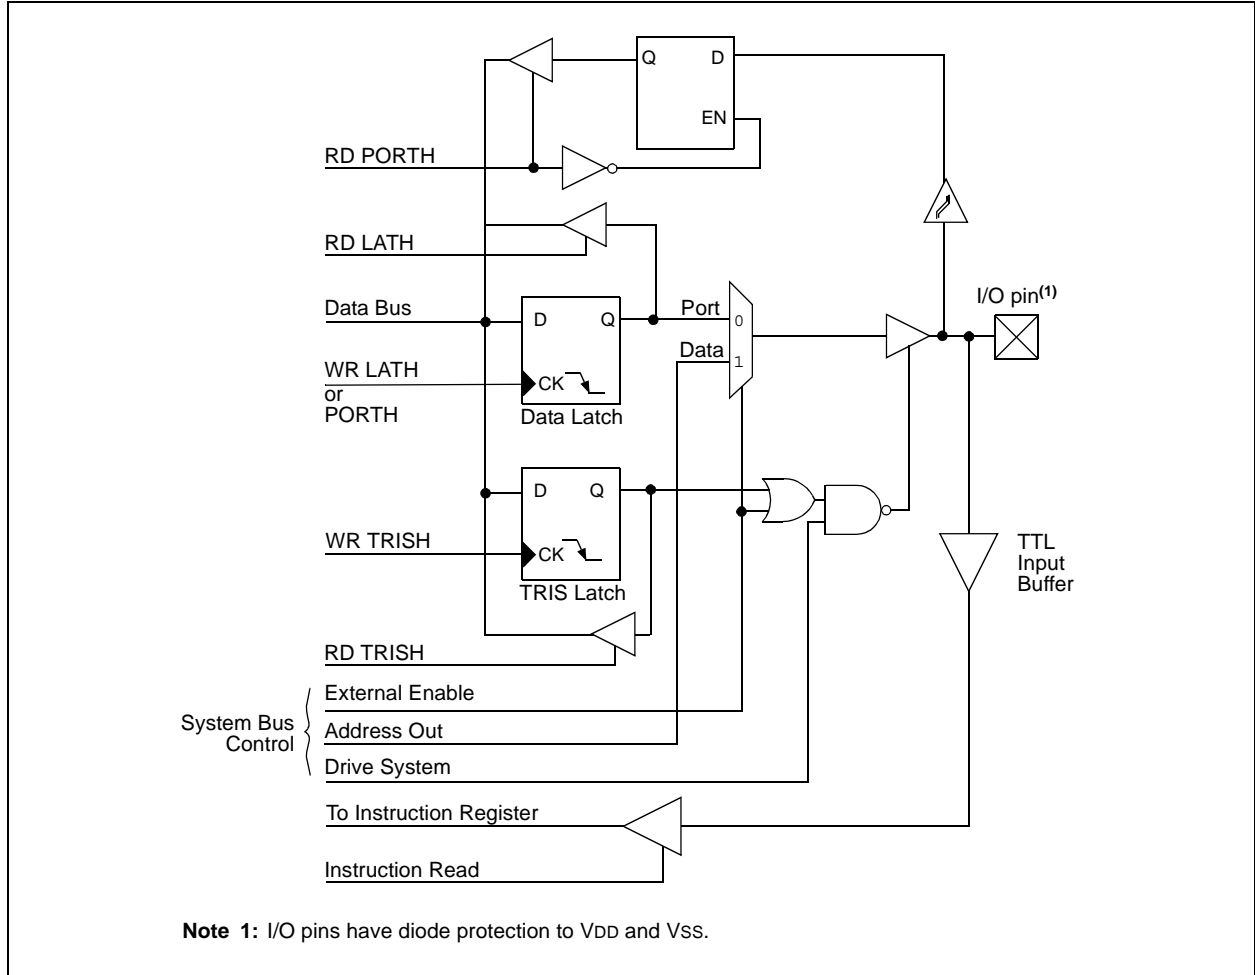 Q D
EN
RD PORTH
RD LATH
I/O pin(1)
Data Bus
D Q
Port
0
Data
1
WR LATH
or
PORTH
CK
Data Latch
D Q
WR TRISH
CK
TRIS Latch
TTL
Input
Buffer
RD TRISH
External Enable
System Bus
Control
Address Out
Drive System
To Instruction Register
Instruction Read
Note 1: I/O pins have diode protection to VDD and VSS.